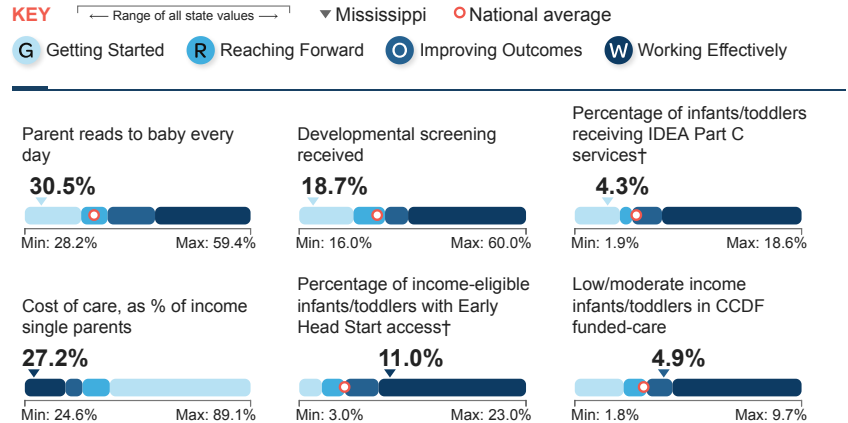 KEY
Range of all state values
Mississippi
National average
G Getting Started
R Reaching Forward
O Improving Outcomes
W Working Effectively
Parent reads to baby every
day
30.5%
Min: 28.2%
Max: 59.4%
Developmental screening
received
18.7%
Min: 16.0%
Max: 60.0%
Percentage of infants/toddlers
receiving IDEA Part C
services†
4.3%
Min: 1.9%
Max: 18.6%
Cost of care, as % of income
single parents
27.2%
Min: 24.6%
Max: 89.1%
Percentage of income-eligible
infants/toddlers with Early
Head Start access†
11.0%
Min: 3.0%
Max: 23.0%
Low/moderate income
infants/toddlers in CCDF
funded-care
4.9%
Min: 1.8%
Max: 9.7%